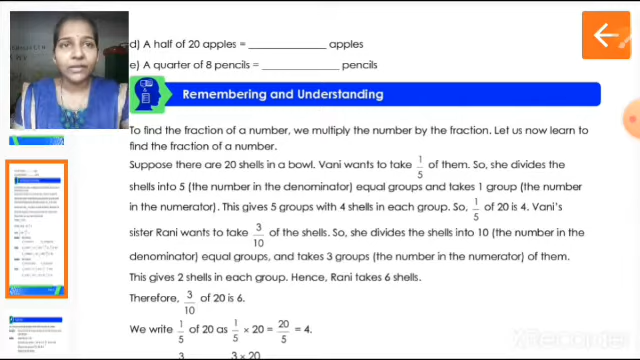 d) A half of 20 apples = ______________ apples
e) A quarter of 8 pencils = ______________ pencils
Remembering and Understanding
To find the fraction of a number, we multiply the number by the fraction. Let us now learn to
find the fraction of a number.
Suppose there are 20 shells in a bowl. Vani wants to take 1/5 of them. So, she divides the
shells into 5 (the number in the denominator) equal groups and takes 1 group (the number
in the numerator). This gives 5 groups with 4 shells in each group. So, 1/5 of 20 is 4. Vani's
sister Rani wants to take 3/10 of the shells. So, she divides the shells into 10 (the number in the
denominator) equal groups, and takes 3 groups (the number in the numerator) of them.
This gives 2 shells in each group. Hence, Rani takes 6 shells.
Therefore, 3/10 of 20 is 6.
We write 1/5 of 20 as 1/5 × 20 = 20/5 = 4.
3 3 × 20